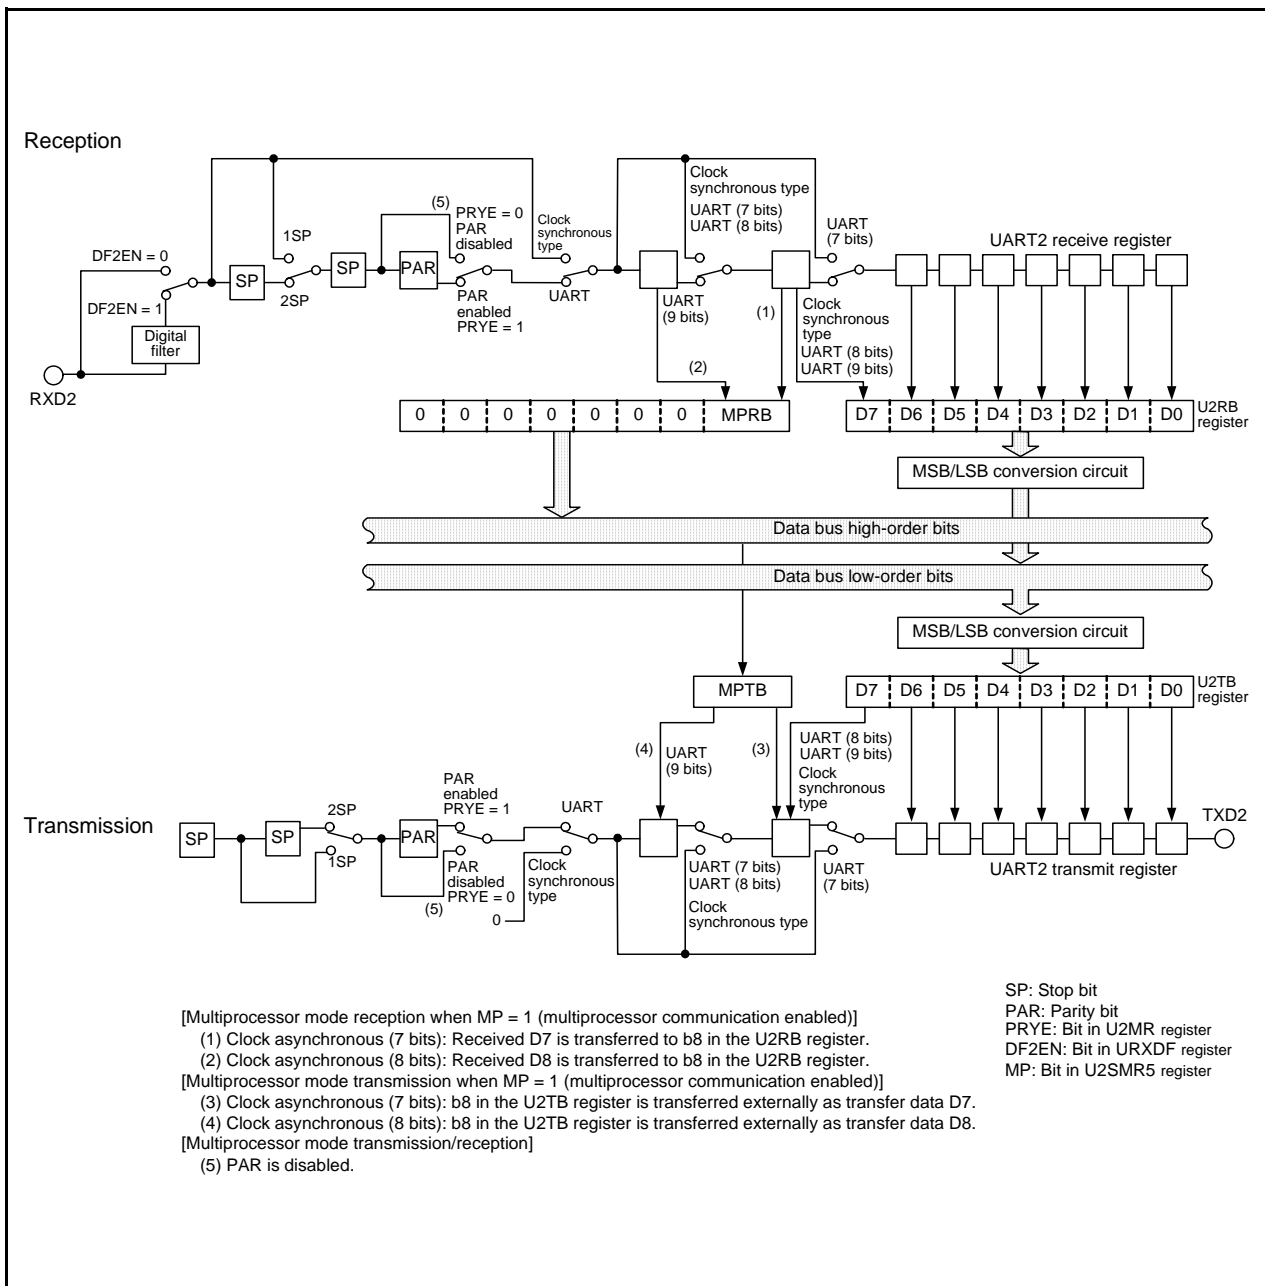 Reception
(5)
PRYE = 0
PAR
disabled
Clock
synchronous
type
Clock
synchronous type
UART (7 bits)
UART (8 bits)
UART
(7 bits)
UART2 receive register
DF2EN = 0
1SP
SP
SP
PAR
2SP
DF2EN = 1
PAR
enabled
PRYE = 1
UART
UART
(9 bits)
(1)
Clock
synchronous
type
UART (8 bits)
UART (9 bits)
Digital
filter
(2)
RXD2
0 0 0 0 0 0 0 MPRB
D7 D6 D5 D4 D3 D2 D1 D0
U2RB
register
MSB/LSB conversion circuit
Data bus high-order bits
Data bus low-order bits
MSB/LSB conversion circuit
MPTB
D7 D6 D5 D4 D3 D2 D1 D0
U2TB
register
(4)
UART
(9 bits)
(3)
UART (8 bits)
UART (9 bits)
Clock
synchronous
type
PAR
enabled
PRYE = 1
UART
2SP
Transmission
SP
SP
PAR
TXD2
1SP
PAR
disabled
PRYE = 0
(5)
Clock
synchronous
type
0
UART (7 bits)
UART (8 bits)
Clock
synchronous type
UART
(7 bits)
UART2 transmit register
SP: Stop bit
PAR: Parity bit
PRYE: Bit in U2MR register
DF2EN: Bit in URXDF register
MP: Bit in U2SMR5 register
[Multiprocessor mode reception when MP = 1 (multiprocessor communication enabled)]
(1) Clock asynchronous (7 bits): Received D7 is transferred to b8 in the U2RB register.
(2) Clock asynchronous (8 bits): Received D8 is transferred to b8 in the U2RB register.
[Multiprocessor mode transmission when MP = 1 (multiprocessor communication enabled)]
(3) Clock asynchronous (7 bits): b8 in the U2TB register is transferred externally as transfer data D7.
(4) Clock asynchronous (8 bits): b8 in the U2TB register is transferred externally as transfer data D8.
[Multiprocessor mode transmission/reception]
(5) PAR is disabled.